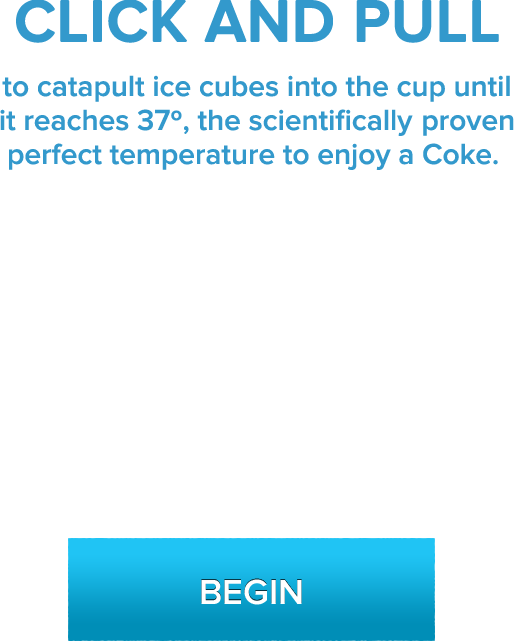 CLICK AND PULL
to catapult ice cubes into the cup until
it reaches 37º, the scientifically proven
perfect temperature to enjoy a Coke.
BEGIN